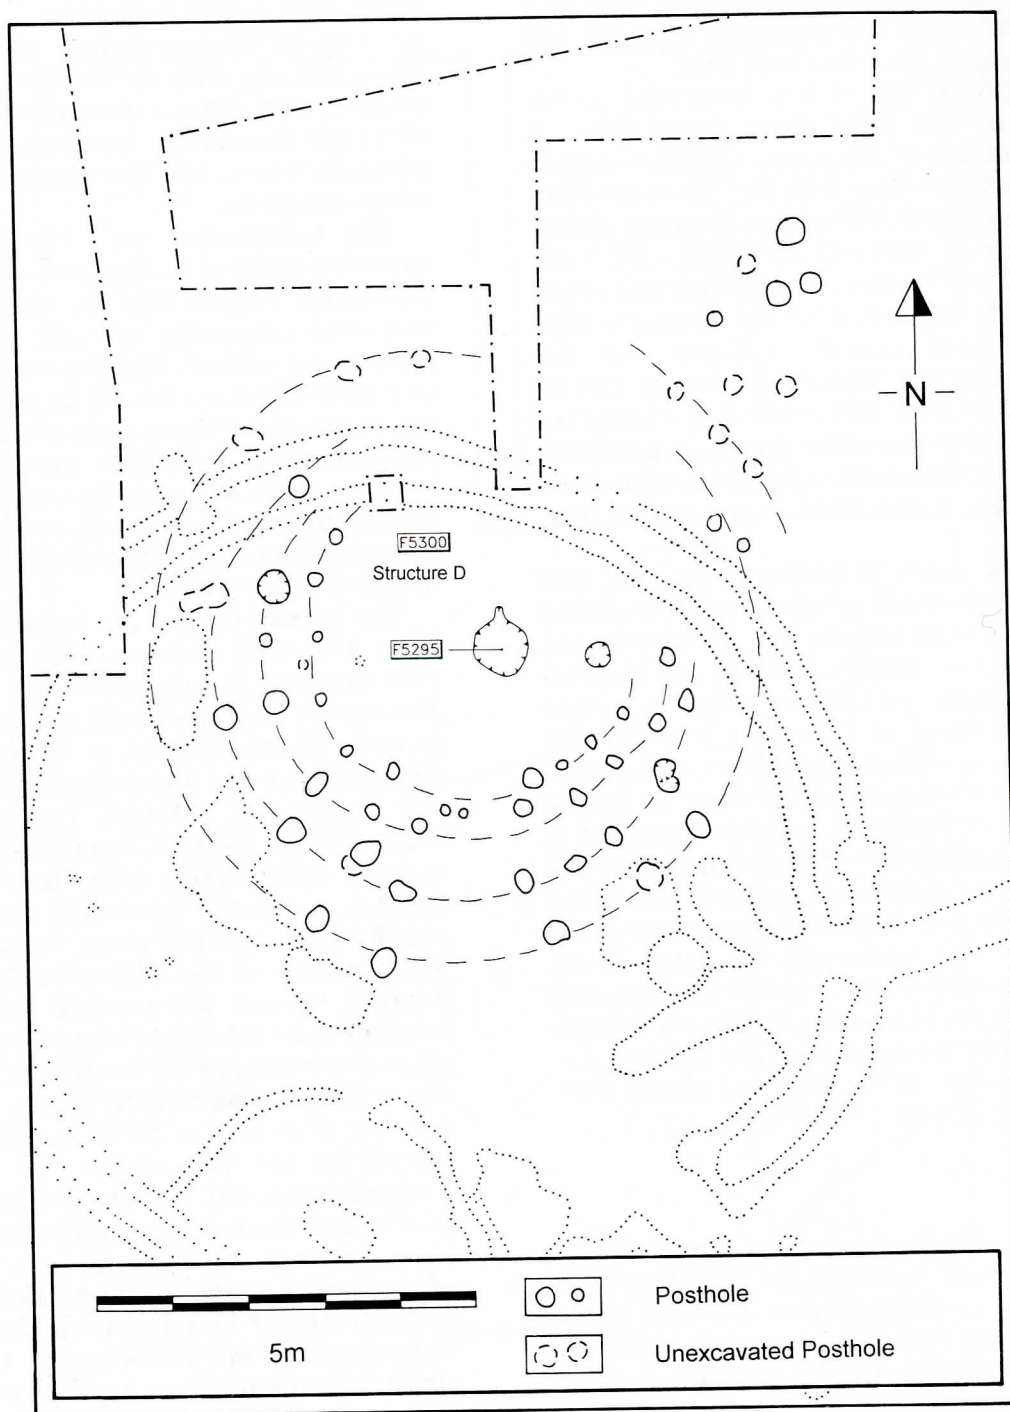 N
F5300
Structure D
F5295
Posthole
5m
Unexcavated Posthole